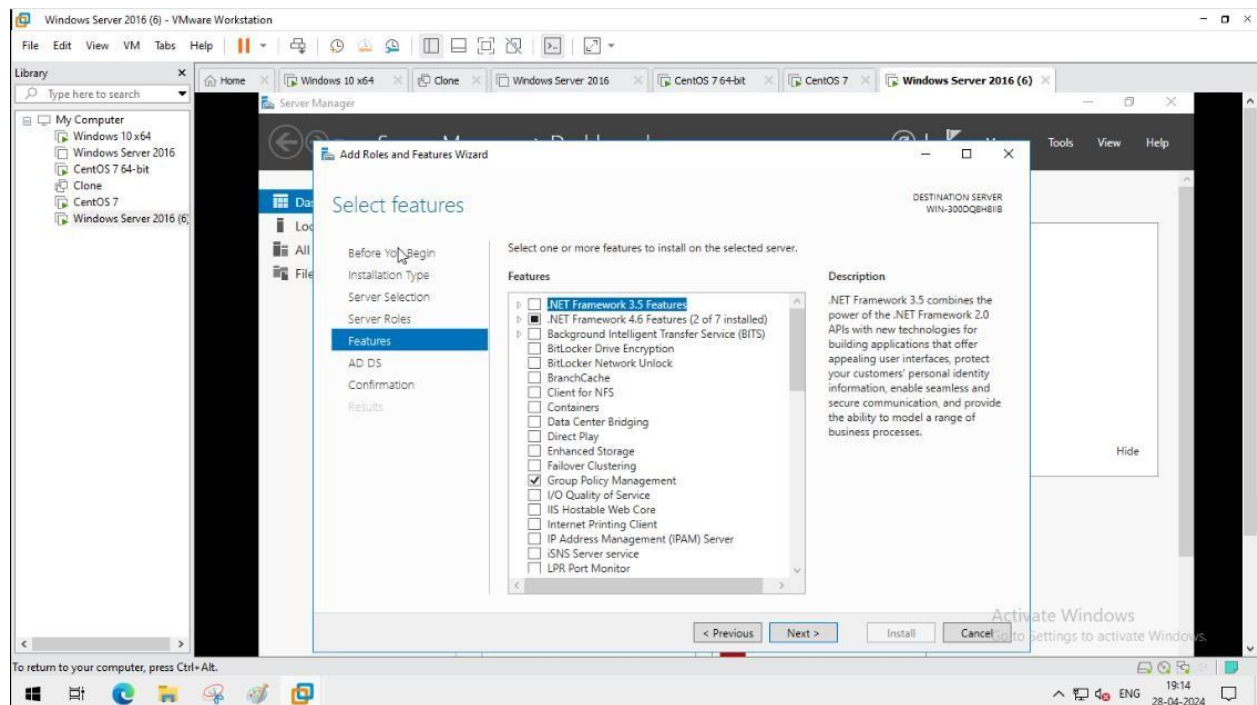 Windows Server 2016 (6) - VMware Workstation
File Edit View VM Tabs Help
Library
Type here to search
Home
Windows 10 x64
Clone
Windows Server 2016
CentOS 7 64-bit
CentOS 7
Windows Server 2016 (6)
My Computer
Windows 10 x64
Windows Server 2016
CentOS 7 64-bit
Clone
CentOS 7
Windows Server 2016 (6)
Server Manager
Tools View Help
Add Roles and Features Wizard
Select features
DESTINATION SERVER
Before You Begin
Installation Type
Server Selection
Server Roles
Features
AD DS
Confirmation
Results
Select one or more features to install on the selected server.
Features
.NET Framework 3.5 Features
.NET Framework 4.6 Features (2 of 7 installed)
Background Intelligent Transfer Service (BITS)
BitLocker Drive Encryption
BitLocker Network Unlock
BranchCache
Client for NFS
Containers
Data Center Bridging
Direct Play
Enhanced Storage
Failover Clustering
Group Policy Management
I/O Quality of Service
IIS Hostable Web Core
Internet Printing Client
IP Address Management (IPAM) Server
iSNS Server service
LPR Port Monitor
Description
.NET Framework 3.5 combines the
power of the .NET Framework 2.0
APIs with new technologies for
building applications that offer
appealing user interfaces, protect
your customers' personal identity
information, enable seamless and
secure communication, and provide
the ability to model a range of
business processes.
Hide
< Previous
Next >
Install
Cancel
Activate Windows
Go to Settings to activate Windows.
To return to your computer, press Ctrl+Alt.
ENG
19:14
28-04-2024